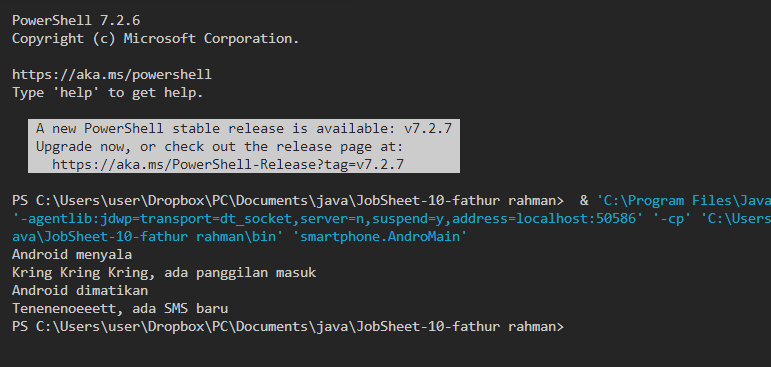 PowerShell 7.2.6
Copyright (c) Microsoft Corporation.
https://aka.ms/powershell
Type 'help' to get help.
A new PowerShell stable release is available: v7.2.7
Upgrade now, or check out the release page at:
https://aka.ms/PowerShell-Release?tag=v7.2.7
PS C:\Users\user\Dropbox\PC\Documents\java\JobSheet-10-fathur rahman>  & 'C:\Program Files\Java
'-agentlib:jdwp=transport=dt_socket,server=n,suspend=y,address=localhost:50586' '-cp' 'C:\Users
ava\JobSheet-10-fathur rahman\bin' 'smartphone.AndroMain'
Android menyala
Kring Kring Kring, ada panggilan masuk
Android dimatikan
Tenenenoeeett, ada SMS baru
PS C:\Users\user\Dropbox\PC\Documents\java\JobSheet-10-fathur rahman>